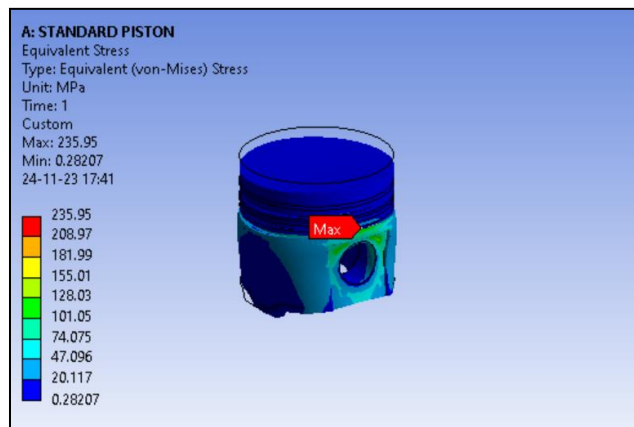 A: STANDARD PISTON
Equivalent Stress
Type: Equivalent (von-Mises) Stress
Unit: MPa
Time: 1
Custom
Max: 235.95
Min: 0.28207
24-11-23 17:41
Max
235.95
208.97
181.99
155.01
128.03
101.05
74.075
47.096
20.117
0.28207